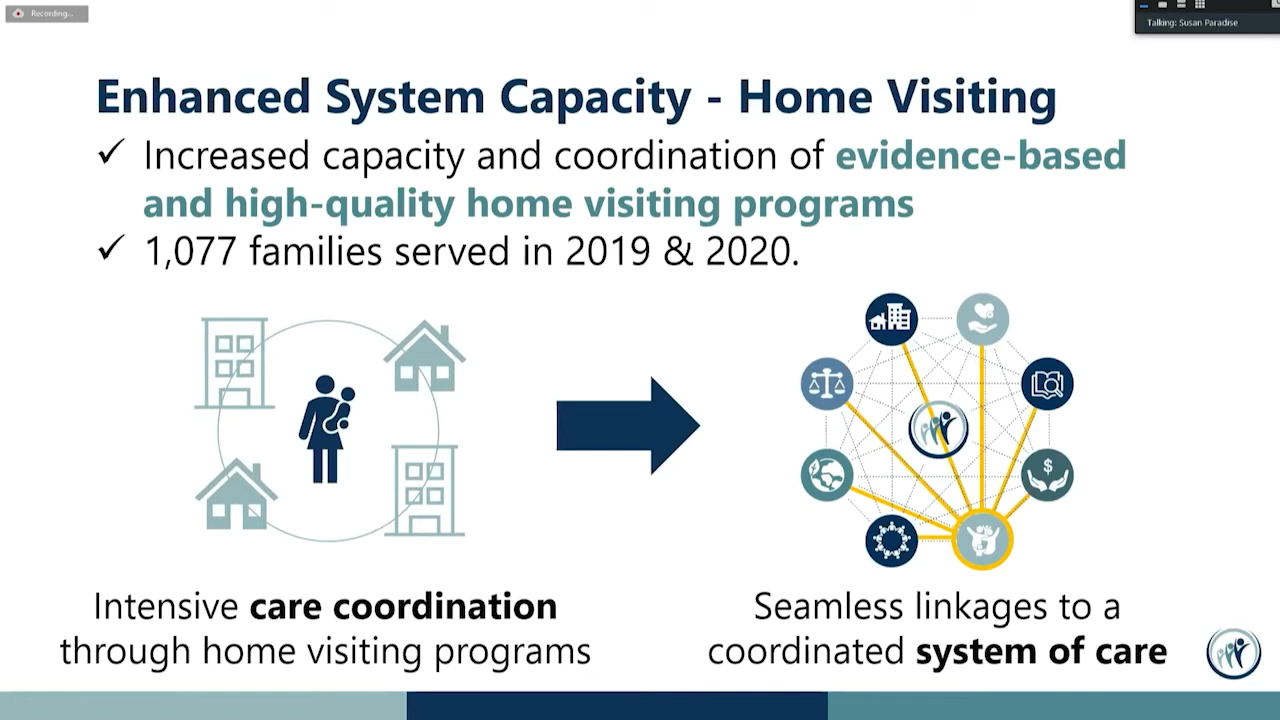 Recording...
Talking: Susan Paradise
Enhanced System Capacity - Home Visiting
✓ Increased capacity and coordination of evidence-based
and high-quality home visiting programs
✓ 1,077 families served in 2019 & 2020.
$
Intensive care coordination
through home visiting programs
Seamless linkages to a
coordinated system of care